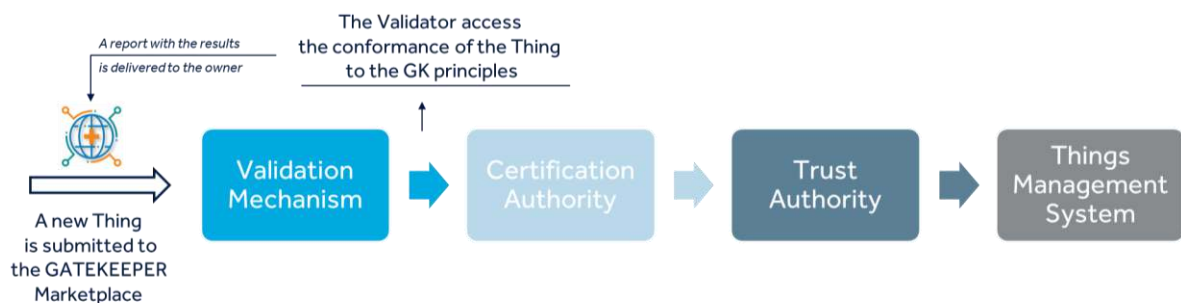 The Validator access
the conformance of the Thing
to the GK principles
A report with the results
is delivered to the owner
Validation
Mechanism
Certification
Authority
Trust
Authority
Things
Management
System
A new Thing
is submitted to
the GATEKEEPER
Marketplace